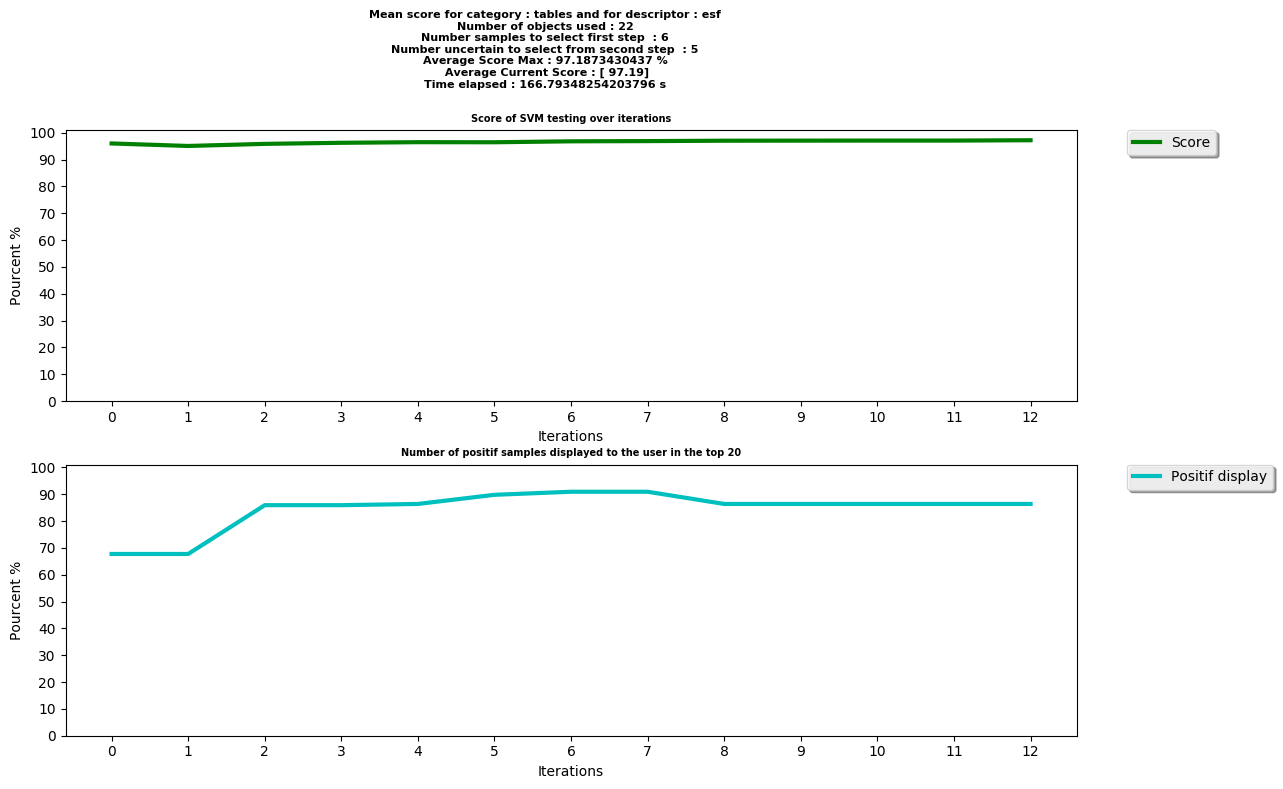 Mean score for category : tables and for descriptor : esf
Number of objects used : 22
Number samples to select first step  : 6
Number uncertain to select from second step  : 5
Average Score Max : 97.1873430437 %
Average Current Score : [ 97.19]
Time elapsed : 166.79348254203796 s
Score of SVM testing over iterations
100
90
80
70
60
50
40
30
20
10
0
Pourcent %
0 1 2 3 4 5 6 7 8 9 10 11 12
Iterations
Score
Number of positif samples displayed to the user in the top 20
100
90
80
70
60
50
40
30
20
10
0
Pourcent %
0 1 2 3 4 5 6 7 8 9 10 11 12
Iterations
Positif display